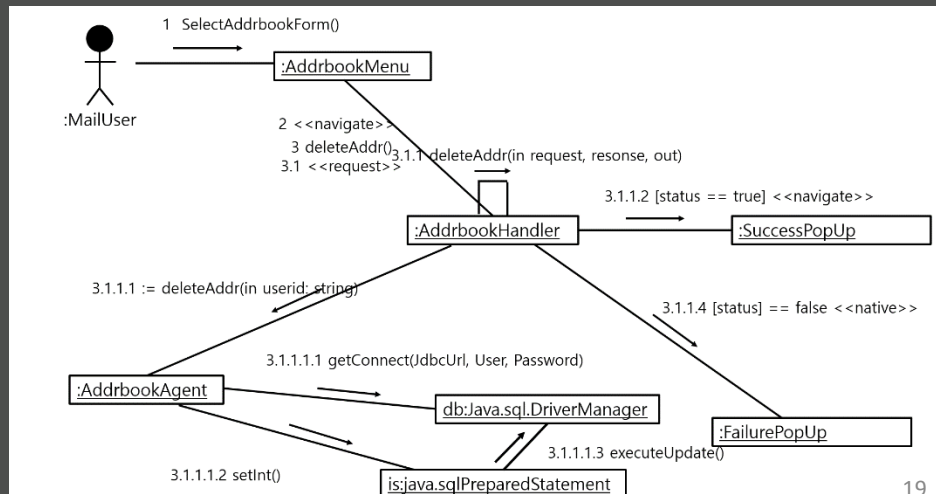 1 SelectAddrbookForm()
:AddrbookMenu
:MailUser
2 <<navigate>>
3 deleteAddr()
3.1 <<request>>
3.1.1 deleteAddr(in request, resonse, out)
3.1.1.2 [status == true] <<navigate>>
:AddrbookHandler
:SuccessPopUp
3.1.1.1 := deleteAddr(in userid: string)
3.1.1.4 [status] == false <<native>>
3.1.1.1.1 getConnect(JdbcUrl, User, Password)
:AddrbookAgent
db:Java.sql.DriverManager
:FailurePopUp
3.1.1.1.3 executeUpdate()
3.1.1.1.2 setInt()
is:java.sqlPreparedStatement
19